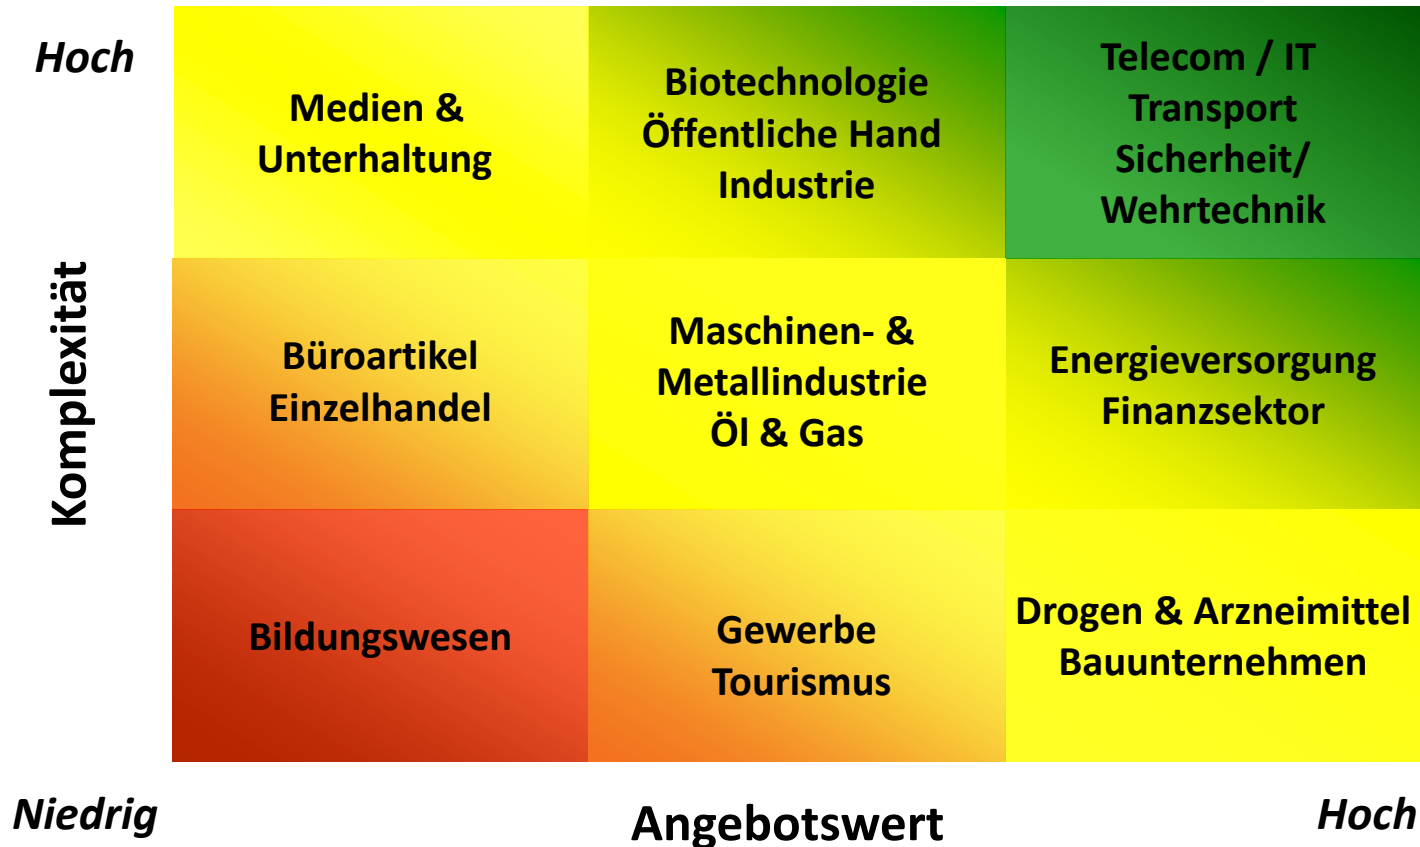 Hoch
Medien &
Unterhaltung
Biotechnologie
Öffentliche Hand
Industrie
Telecom / IT
Transport
Sicherheit/
Wehrtechnik
Komplexität
Büroartikel
Einzelhandel
Maschinen- &
Metallindustrie
Öl & Gas
Energieversorgung
Finanzsektor
Bildungswesen
Gewerbe
Tourismus
Drogen & Arzneimittel
Bauunternehmen
Niedrig
Angebotswert
Hoch